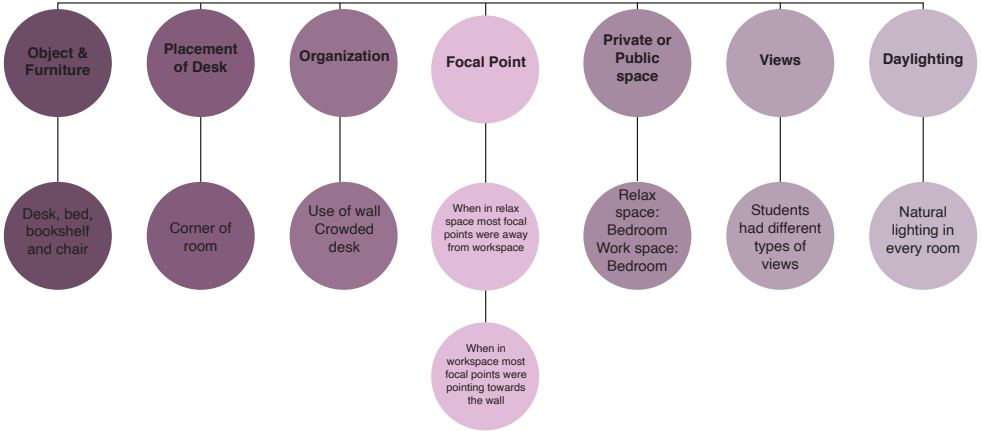 Object &
Furniture
Placement
of Desk
Organization
Focal Point
Private or
Public
space
Views
Daylighting
Desk, bed,
bookshelf
and chair
Corner of
room
Use of wall
Crowded
desk
When in relax
space most focal
points were away
from workspace
Relax
space:
Bedroom
Work space:
Bedroom
Students
had different
types of
views
Natural
lighting in
every room
When in
workspace most
focal points were
pointing towards
the wall